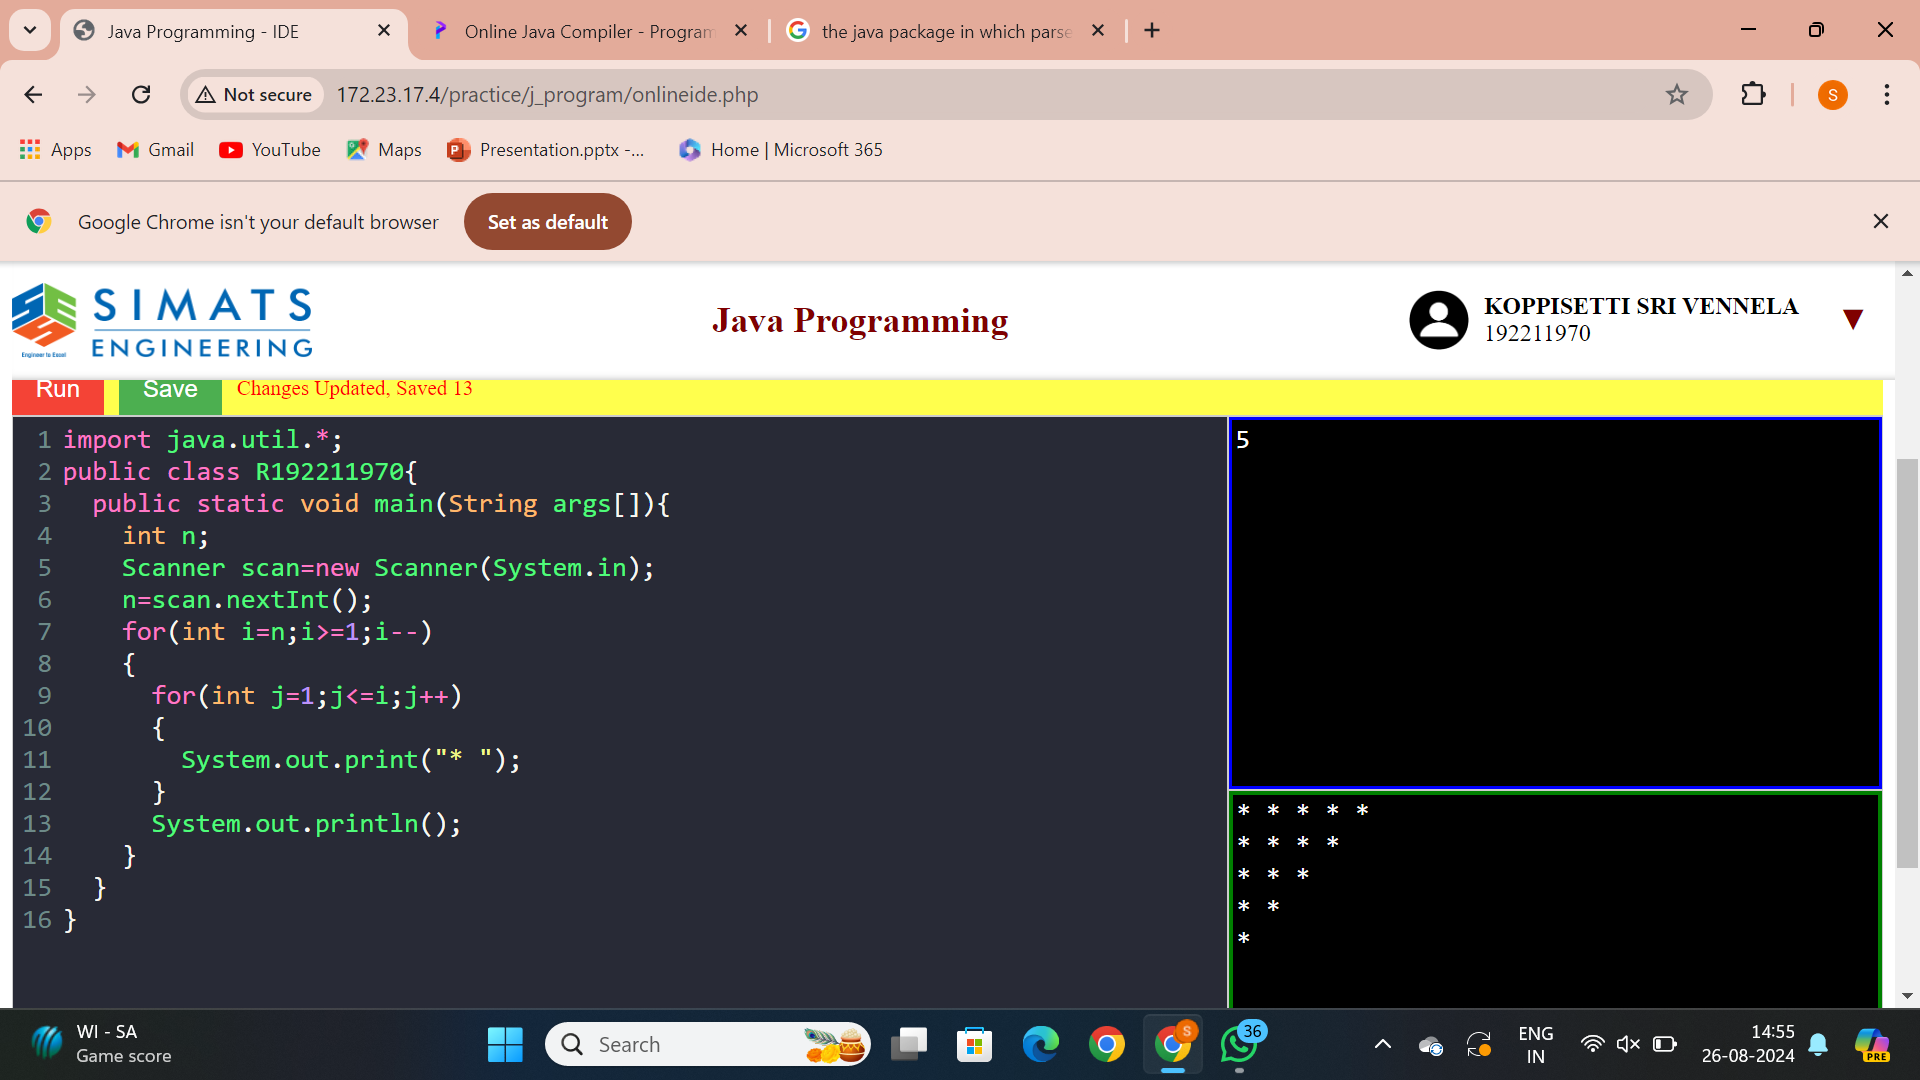 Java Programming - IDE
Online Java Compiler - Program
the java package in which parse
Not secure
172.23.17.4/practice/j_program/onlineide.php
S
Apps
Gmail
YouTube
Maps
Presentation.pptx -...
Home | Microsoft 365
Google Chrome isn't your default browser
Set as default
SIMATS
ENGINEERING
Engineer to Excel
Java Programming
KOPPISETTI SRI VENNELA
192211970
Run
Save
Changes Updated, Saved 13
1 import java.util.*;
2 public class R192211970{
3   public static void main(String args[]){
4     int n;
5     Scanner scan=new Scanner(System.in);
6     n=scan.nextInt();
7     for(int i=n;i>=1;i--)
8     {
9       for(int j=1;j<=i;j++)
10       {
11         System.out.print("* ");
12       }
13       System.out.println();
14     }
15   }
16 }
5
* * * * *
* * * *
* * *
* *
*
WI - SA
Game score
Search
S
36
ENG
IN
14:55
26-08-2024
PRE